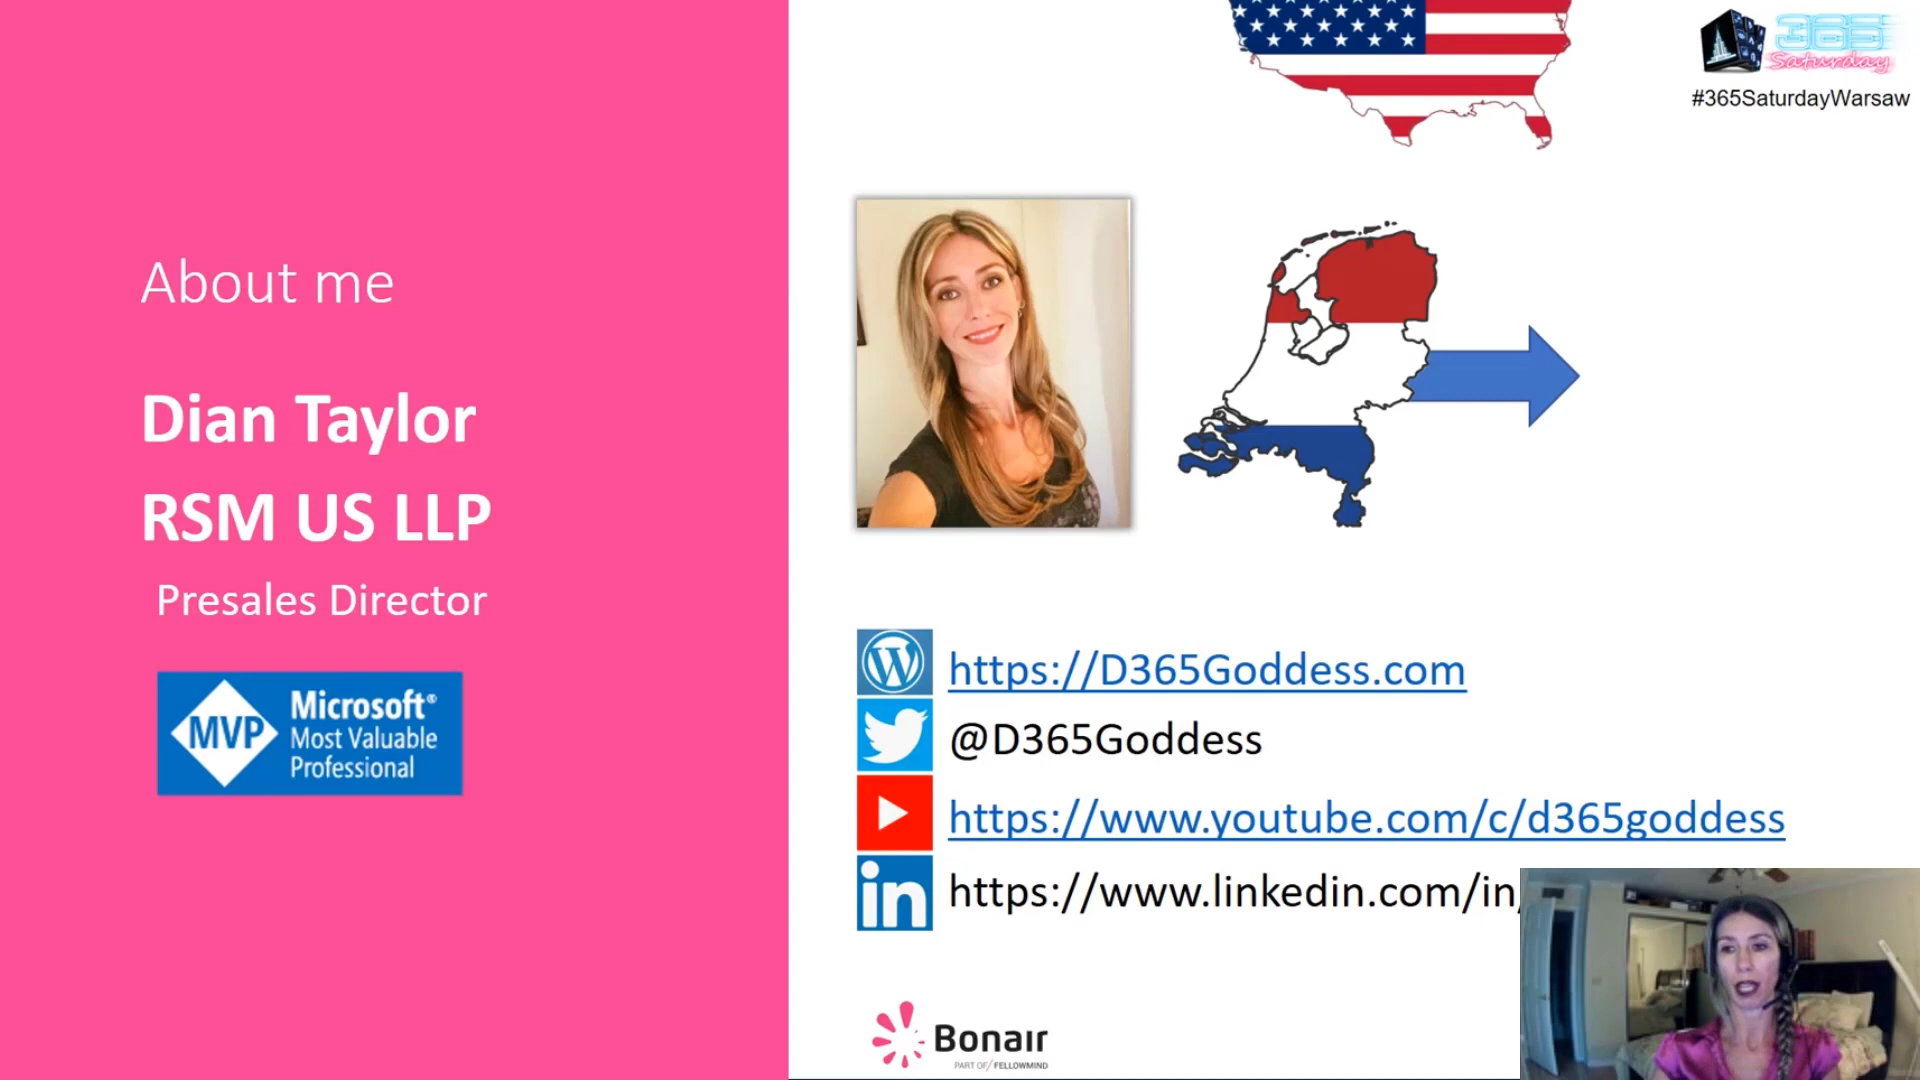 About me
Dian Taylor
RSM US LLP
Presales Director
MVP
Microsoft®
Most Valuable
Professional
365
Saturday
#365SaturdayWarsaw
https://D365Goddess.com
@D365Goddess
https://www.youtube.com/c/d365goddess
in
https://www.linkedin.com/in/
Bonair
PART OF/FELLOWMIND